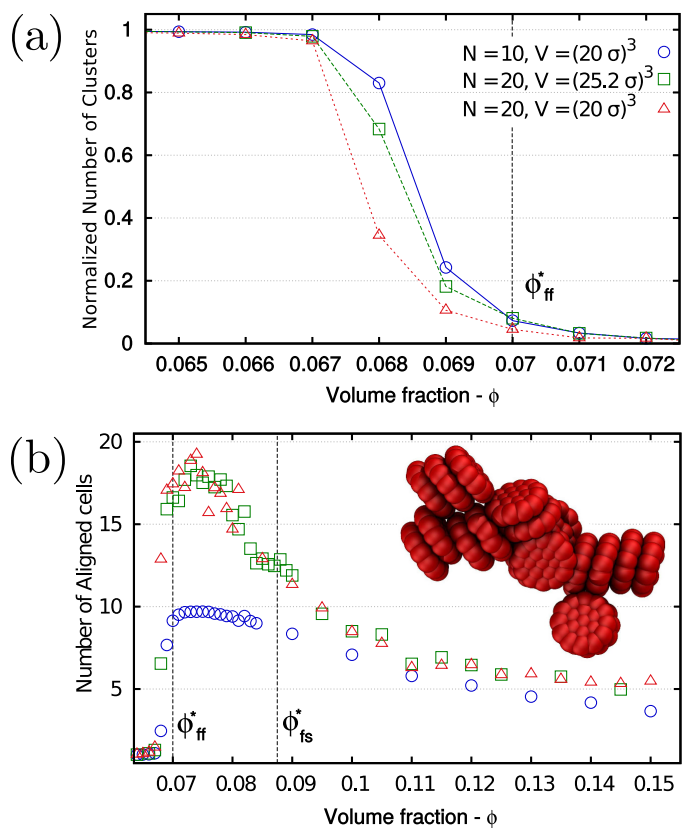 (a)
Normalized Number of Clusters
1
0.8
0.6
0.4
0.2
0
N = 10, V = (20 σ)³
N = 20, V = (25.2 σ)³
N = 20, V = (20 σ)³
ϕ*ff
0.065 0.066 0.067 0.068 0.069 0.07 0.071 0.072
Volume fraction - ϕ
(b)
Number of Aligned cells
20
15
10
5
ϕ*ff
ϕ*fs
0.07 0.08 0.09 0.1 0.11 0.12 0.13 0.14 0.15
Volume fraction - ϕ